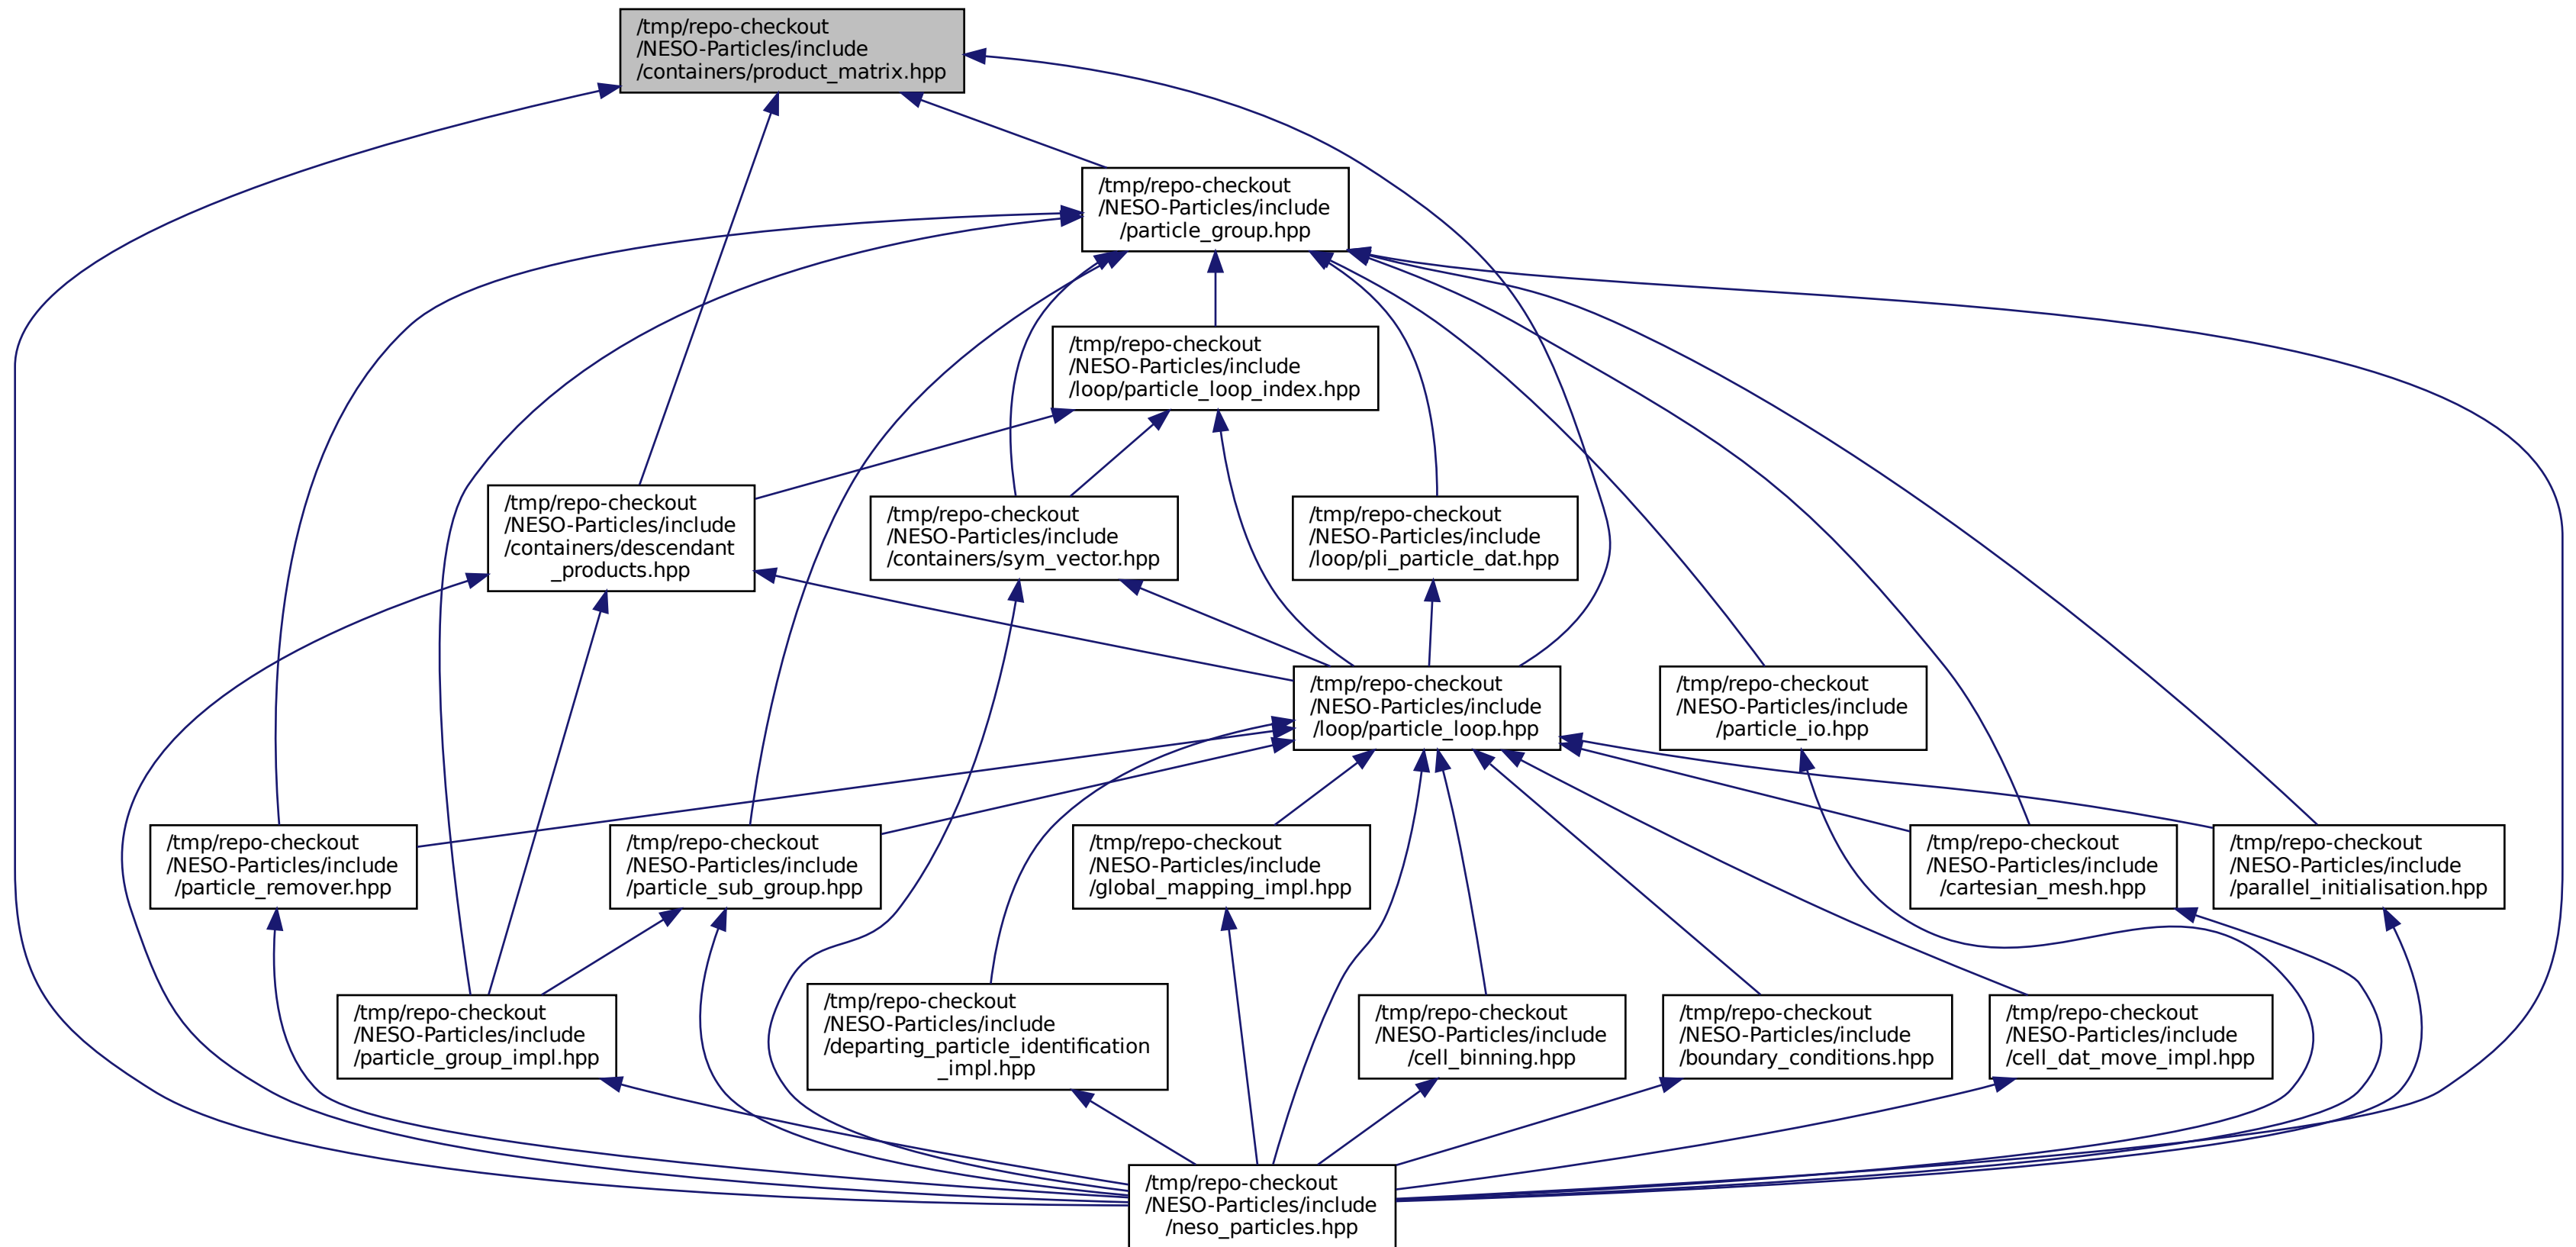 /tmp/repo-checkout
/NESO-Particles/include
/containers/product_matrix.hpp
/tmp/repo-checkout
/NESO-Particles/include
/particle_group.hpp
/tmp/repo-checkout
/NESO-Particles/include
/loop/particle_loop_index.hpp
/tmp/repo-checkout
/NESO-Particles/include
/containers/descendant
_products.hpp
/tmp/repo-checkout
/NESO-Particles/include
/containers/sym_vector.hpp
/tmp/repo-checkout
/NESO-Particles/include
/loop/pli_particle_dat.hpp
/tmp/repo-checkout
/NESO-Particles/include
/loop/particle_loop.hpp
/tmp/repo-checkout
/NESO-Particles/include
/particle_io.hpp
/tmp/repo-checkout
/NESO-Particles/include
/particle_remover.hpp
/tmp/repo-checkout
/NESO-Particles/include
/particle_sub_group.hpp
/tmp/repo-checkout
/NESO-Particles/include
/global_mapping_impl.hpp
/tmp/repo-checkout
/NESO-Particles/include
/cartesian_mesh.hpp
/tmp/repo-checkout
/NESO-Particles/include
/parallel_initialisation.hpp
/tmp/repo-checkout
/NESO-Particles/include
/particle_group_impl.hpp
/tmp/repo-checkout
/NESO-Particles/include
/departing_particle_identification
_impl.hpp
/tmp/repo-checkout
/NESO-Particles/include
/cell_binning.hpp
/tmp/repo-checkout
/NESO-Particles/include
/boundary_conditions.hpp
/tmp/repo-checkout
/NESO-Particles/include
/cell_dat_move_impl.hpp
/tmp/repo-checkout
/NESO-Particles/include
/neso_particles.hpp